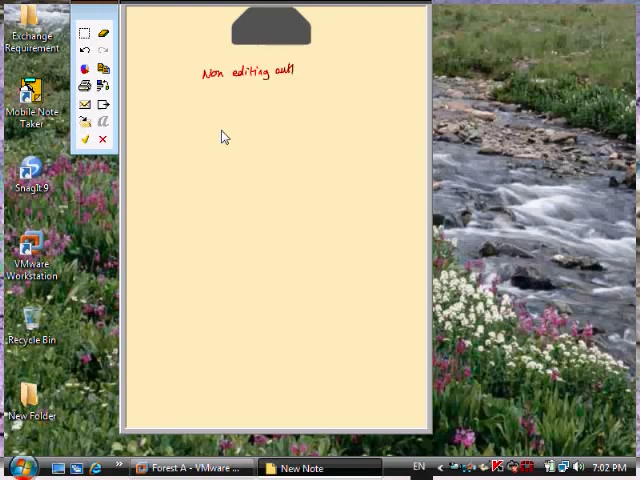 Exchange
Requirement
Mobile Note
Taker
SnagIt 9
VMware
Workstation
Recycle Bin
New Folder
Non editing
a
Forest A - VMware ...
New Note
EN
7:02 PM